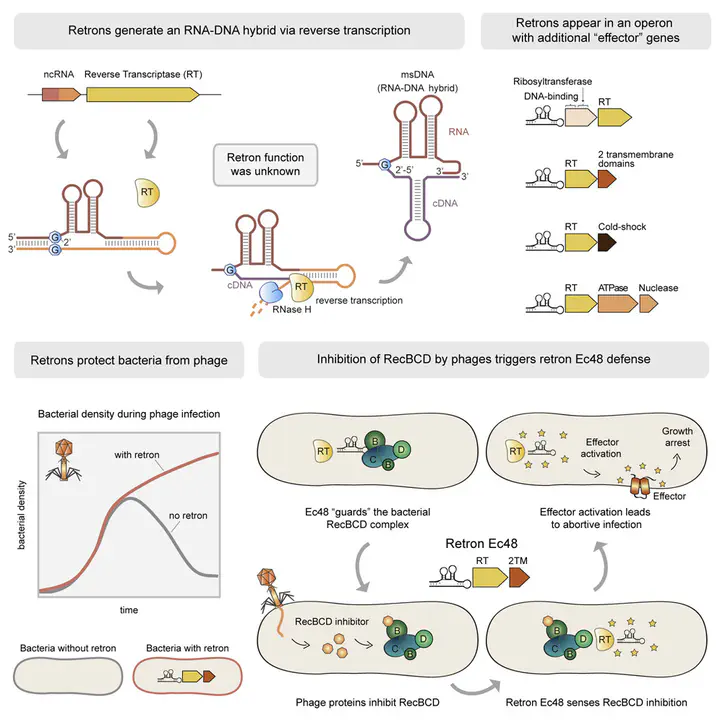 Retrons generate an RNA-DNA hybrid via reverse transcription
ncRNA
Reverse Transcriptase (RT)
RT
5'
3'
G
G
2'
Retron function
was unknown
G
cDNA
RT
RNase H
reverse transcription
msDNA
(RNA-DNA hybrid)
RNA
5'
G
2'-5'
3'
3'
cDNA
Retrons appear in an operon
with additional “effector” genes
Ribosyltransferase
DNA-binding
RT
RT
2 transmembrane
domains
RT
Cold-shock
RT
ATPase
Nuclease
Retrons protect bacteria from phage
Bacterial density during phage infection
with retron
no retron
bacterial density
time
Bacteria without retron
Bacteria with retron
Inhibition of RecBCD by phages triggers retron Ec48 defense
RT
B
C
D
B
Ec48 “guards” the bacterial
RecBCD complex
RT
Effector
activation
Growth
arrest
Effector
Effector activation leads
to abortive infection
Retron Ec48
RT
2TM
RecBCD inhibitor
B
C
D
B
Phage proteins inhibit RecBCD
B
C
D
B
RT
Retron Ec48 senses RecBCD inhibition